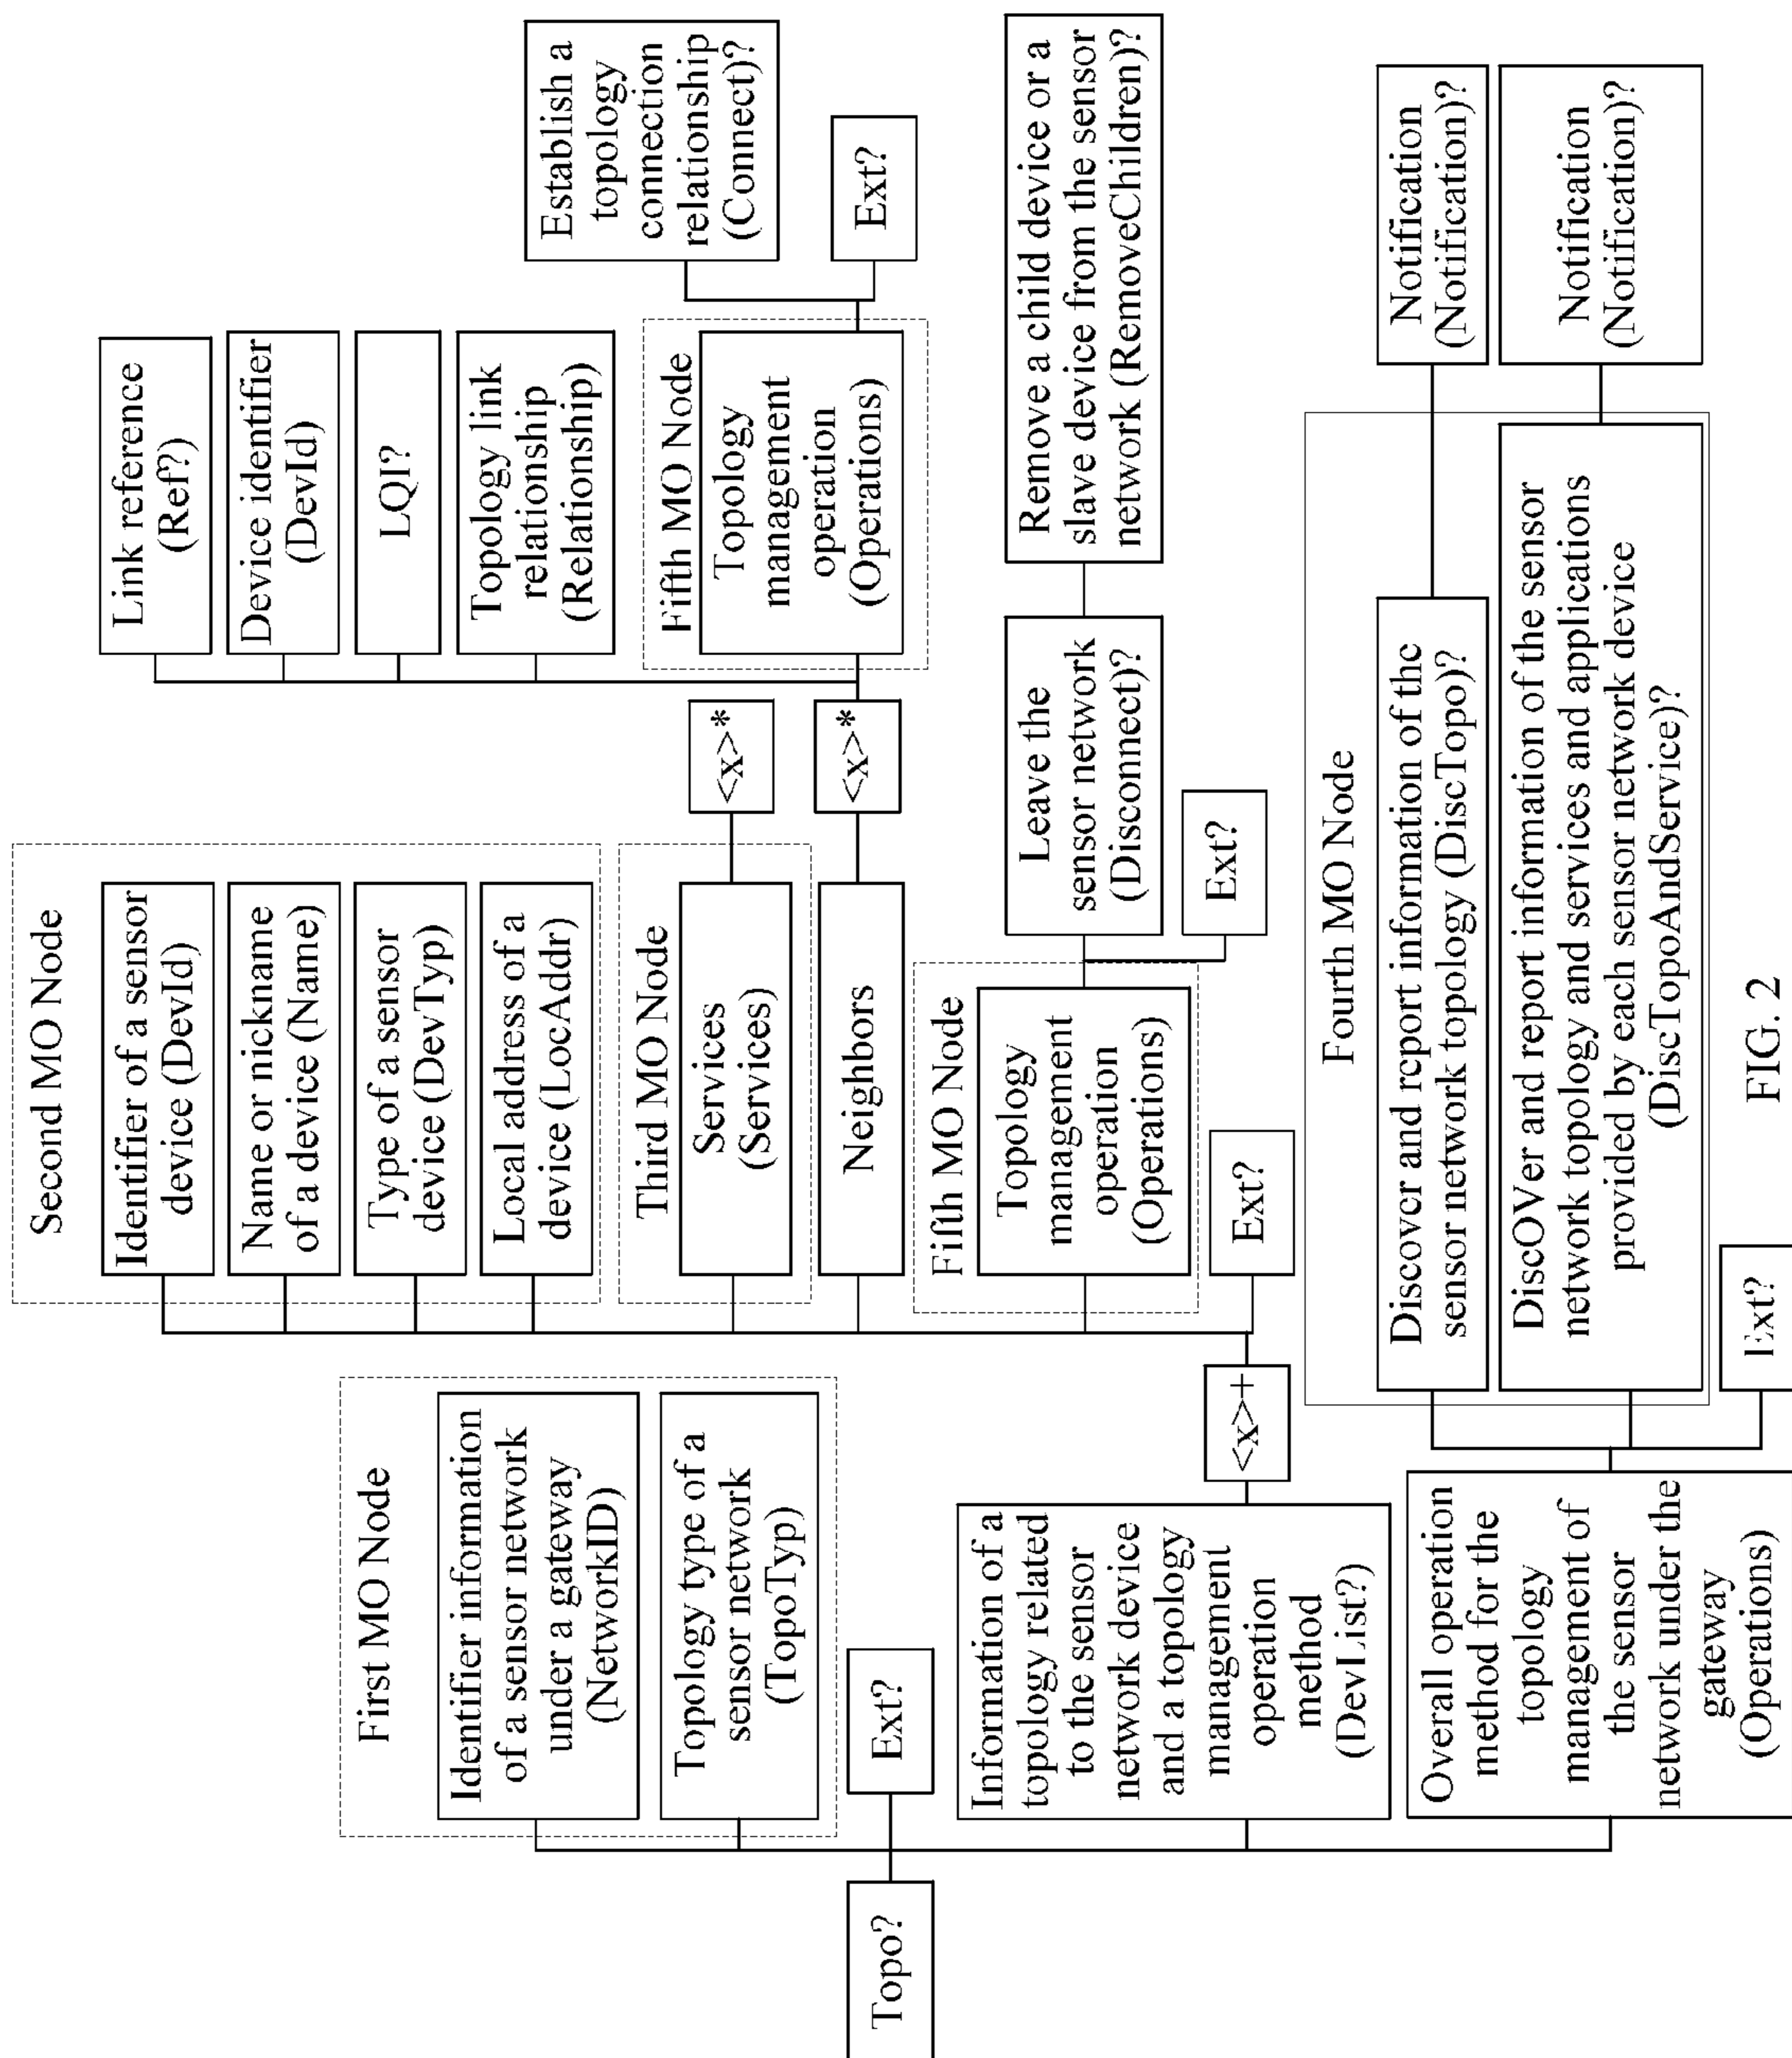 Topo?
First MO Node
Identifier information
of a sensor network
under a gateway
(NetworkID)
Topology type of a
sensor network
(TopoTyp)
Ext?
Information of a
topology related
to the sensor
network device
and a topology
management
operation
method
(DevList?)
Overall operation
method for the
topology
management of
the sensor
network under the
gateway
(Operations)
<x>+
Second MO Node
Identifier of a sensor
device (DevId)
Name or nickname
of a device (Name)
Type of a sensor
device (DevTyp)
Local address of a
device (LocAddr)
Third MO Node
Services
(Services)
Neighbors
Fifth MO Node
Topology
management
operation
(Operations)
Ext?
<x>*
<x>*
Link reference
(Ref?)
Device identifier
(DevId)
LQI?
Topology link
relationship
(Relationship)
Fifth MO Node
Topology
management
operation
(Operations)
Establish a
topology
connection
relationship
(Connect)?
Ext?
Leave the
sensor network
(Disconnect)?
Ext?
Remove a child device or a
slave device from the sensor
network (RemoveChildren)?
Fourth MO Node
Discover and report information of the
sensor network topology (DiscTopo)?
DiscOVer and report information of the sensor
network topology and services and applications
provided by each sensor network device
(DiscTopoAndService)?
Ext?
Notification
(Notification)?
Notification
(Notification)?
FIG. 2